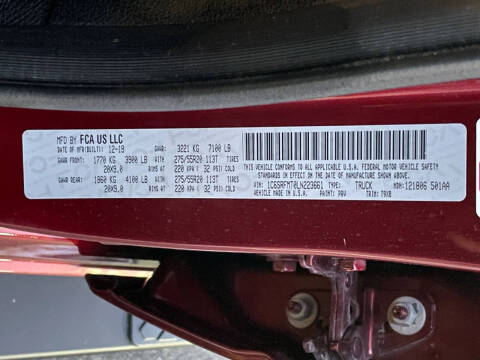 MFD BY FCA US LLC
DATE OF MFR(BUILT): 12-19 GVWR: 3221 KG 7100 LB
GAWR FRONT: 1770 KG 3900 LB WITH 275/55R20 113T TIRES
20X9.0 RIMS AT 220 KPA ( 32 PSI) COLD
GAWR REAR: 1860 KG 4100 LB WITH 275/55R20 113T TIRES
20X9.0 RIMS AT 220 KPA ( 32 PSI) COLD
THIS VEHICLE CONFORMS TO ALL APPLICABLE U.S.A. FEDERAL MOTOR VEHICLE SAFETY STANDARDS IN EFFECT ON THE
DATE OF MANUFACTURE SHOWN ABOVE.
VIN: 1C6SRFMT0LN223661 TYPE: TRUCK MDH: 121806 501AA
VEHICLE MADE IN U.S.A. PAINT: PRV TRIM: T9X8